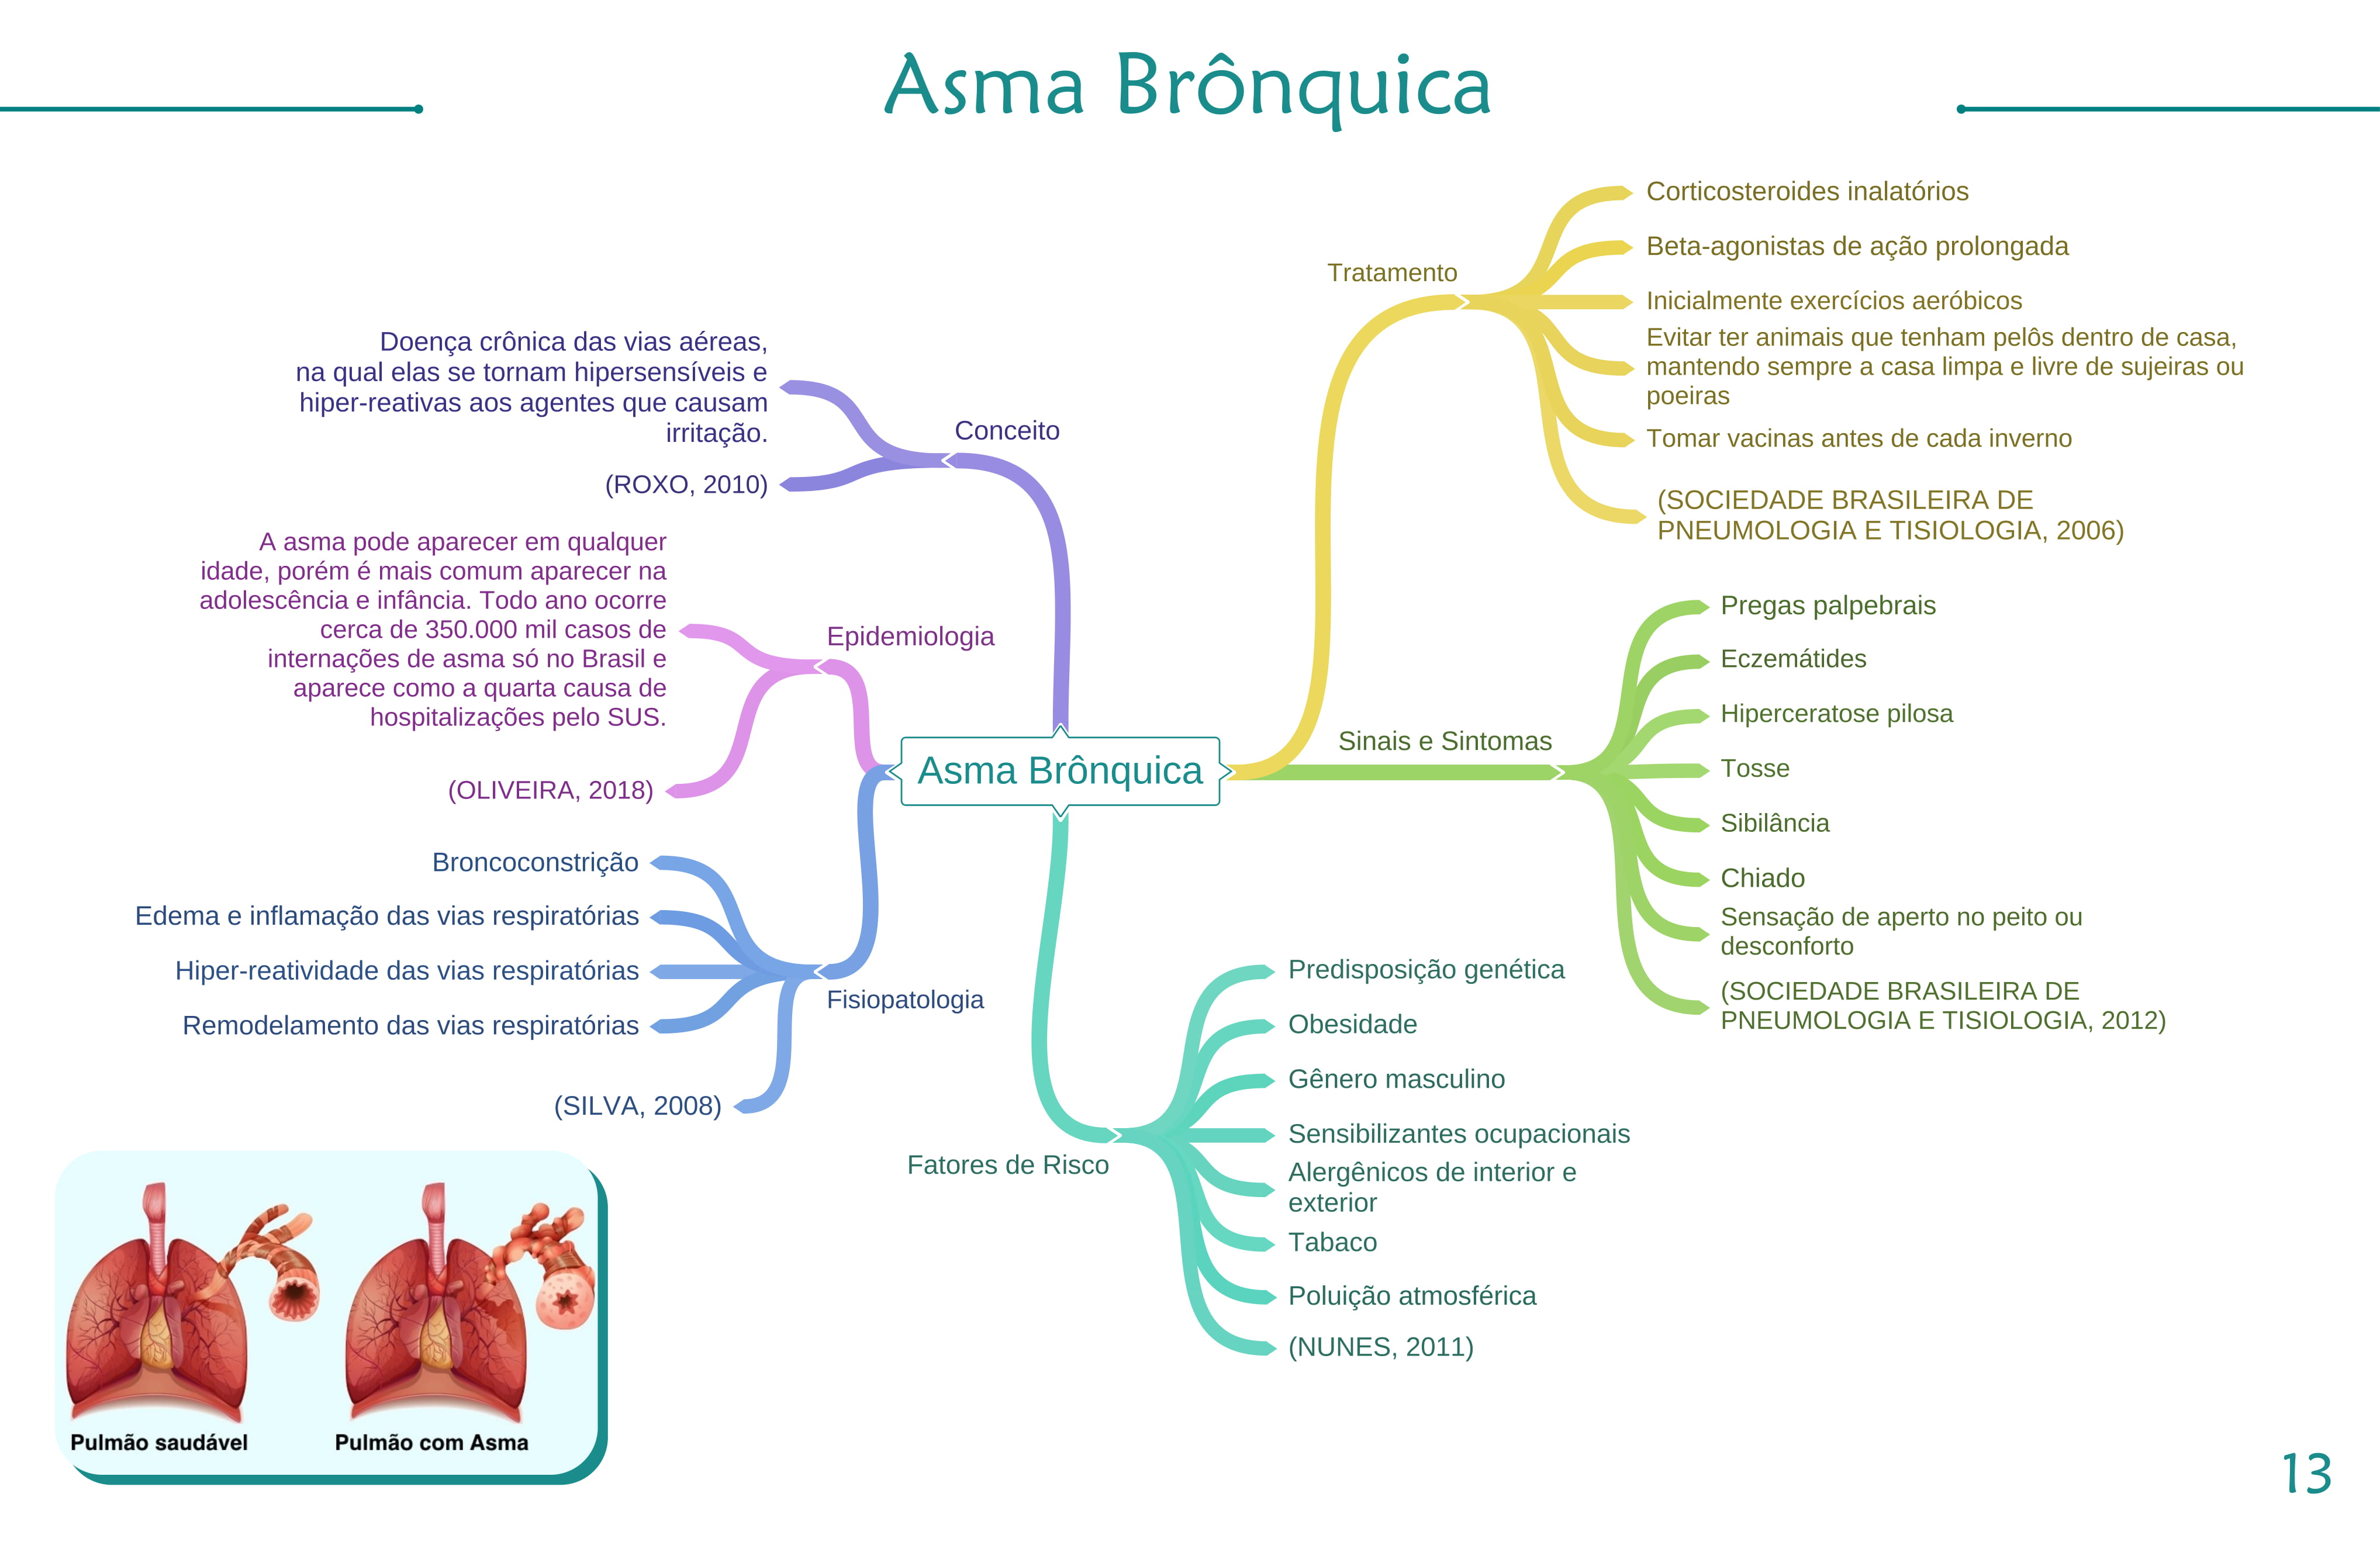 Asma Brônquica
Conceito
Doença crônica das vias aéreas,
na qual elas se tornam hipersensíveis e
hiper-reativas aos agentes que causam
irritação.
(ROXO, 2010)
Epidemiologia
A asma pode aparecer em qualquer
idade, porém é mais comum aparecer na
adolescência e infância. Todo ano ocorre
cerca de 350.000 mil casos de
internações de asma só no Brasil e
aparece como a quarta causa de
hospitalizações pelo SUS.
(OLIVEIRA, 2018)
Asma Brônquica
Broncoconstrição
Edema e inflamação das vias respiratórias
Hiper-reatividade das vias respiratórias
Remodelamento das vias respiratórias
Fisiopatologia
(SILVA, 2008)
Tratamento
Corticosteroides inalatórios
Beta-agonistas de ação prolongada
Inicialmente exercícios aeróbicos
Evitar ter animais que tenham pelôs dentro de casa,
mantendo sempre a casa limpa e livre de sujeiras ou
poeiras
Tomar vacinas antes de cada inverno
(SOCIEDADE BRASILEIRA DE
PNEUMOLOGIA E TISIOLOGIA, 2006)
Sinais e Sintomas
Pregas palpebrais
Eczemátides
Hiperceratose pilosa
Tosse
Sibilância
Chiado
Sensação de aperto no peito ou
desconforto
(SOCIEDADE BRASILEIRA DE
PNEUMOLOGIA E TISIOLOGIA, 2012)
Fatores de Risco
Predisposição genética
Obesidade
Gênero masculino
Sensibilizantes ocupacionais
Alergênicos de interior e
exterior
Tabaco
Poluição atmosférica
(NUNES, 2011)
Pulmão saudável
Pulmão com Asma
13